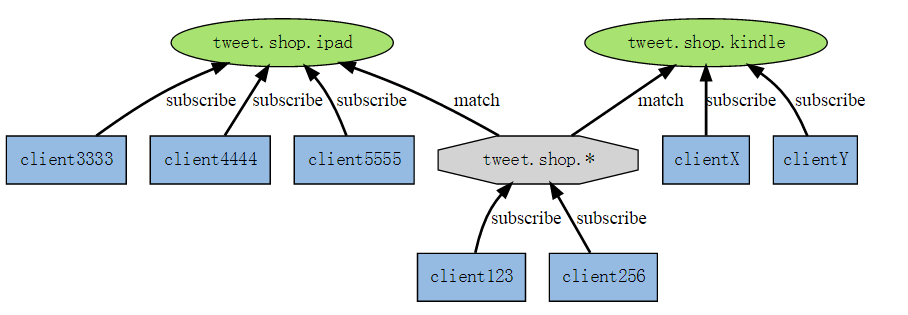 tweet.shop.ipad
tweet.shop.kindle
subscribe
subscribe
subscribe
match
match
subscribe
subscribe
client3333
client4444
client5555
tweet.shop.*
clientX
clientY
subscribe
subscribe
client123
client256